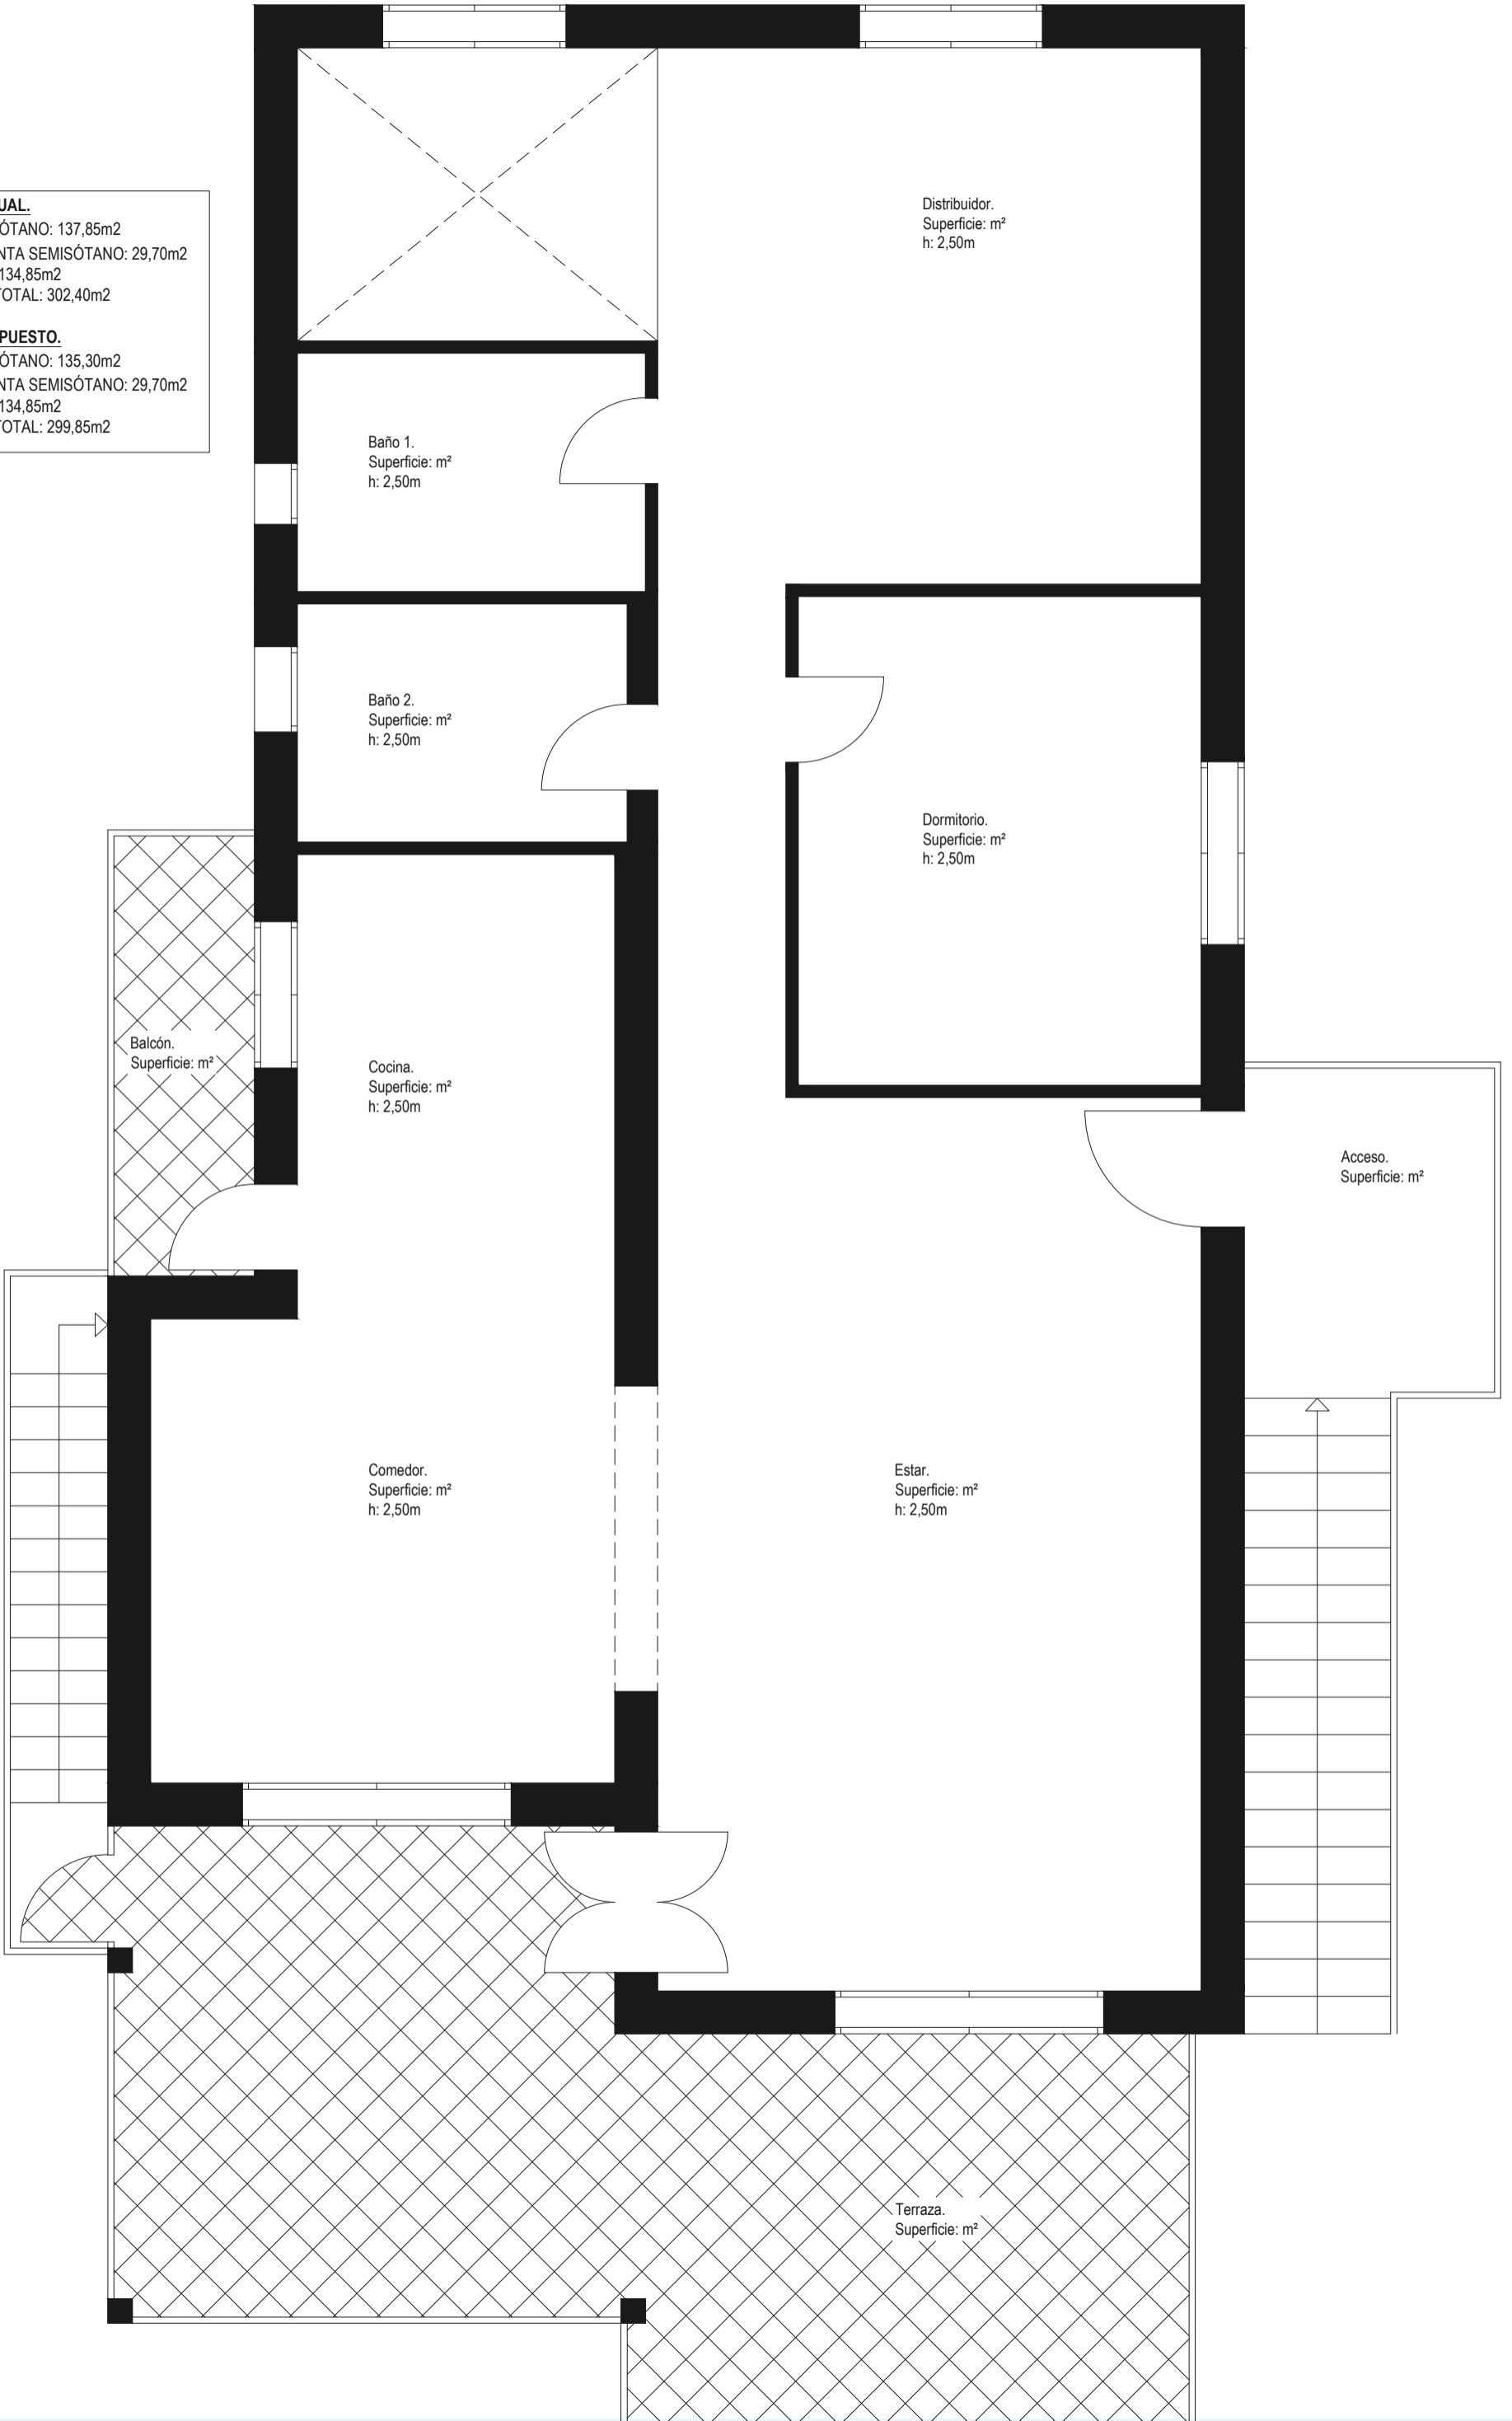 UAL.
ÓTANO: 137,85m2
NTA SEMISÓTANO: 29,70m2
134,85m2
TOTAL: 302,40m2
PUESTO.
ÓTANO: 135,30m2
NTA SEMISÓTANO: 29,70m2
134,85m2
TOTAL: 299,85m2
Distribuidor.
Superficie: m²
h: 2,50m
Baño 1.
Superficie: m²
h: 2,50m
Baño 2.
Superficie: m²
h: 2,50m
Dormitorio.
Superficie: m²
h: 2,50m
Balcón.
Superficie: m²
Cocina.
Superficie: m²
h: 2,50m
Acceso.
Superficie: m²
Comedor.
Superficie: m²
h: 2,50m
Estar.
Superficie: m²
h: 2,50m
Terraza.
Superficie: m²